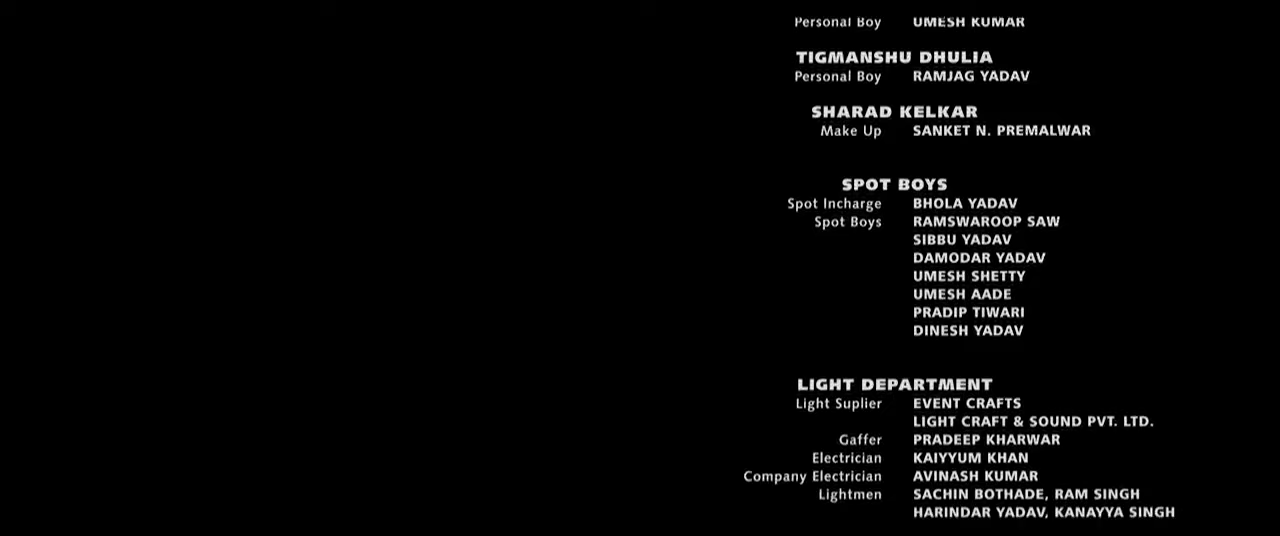 Personal Boy UMESH KUMAR
TIGMANSHU DHULIA
Personal Boy RAMJAG YADAV
SHARAD KELKAR
Make Up SANKET N. PREMALWAR
SPOT BOYS
Spot Incharge BHOLA YADAV
Spot Boys RAMSWAROOP SAW
SIBBU YADAV
DAMODAR YADAV
UMESH SHETTY
UMESH AADE
PRADIP TIWARI
DINESH YADAV
LIGHT DEPARTMENT
Light Suplier EVENT CRAFTS
LIGHT CRAFT & SOUND PVT. LTD.
Gaffer PRADEEP KHARWAR
Electrician KAIYYUM KHAN
Company Electrician AVINASH KUMAR
Lightmen SACHIN BOTHADE, RAM SINGH
HARINDAR YADAV, KANAYYA SINGH